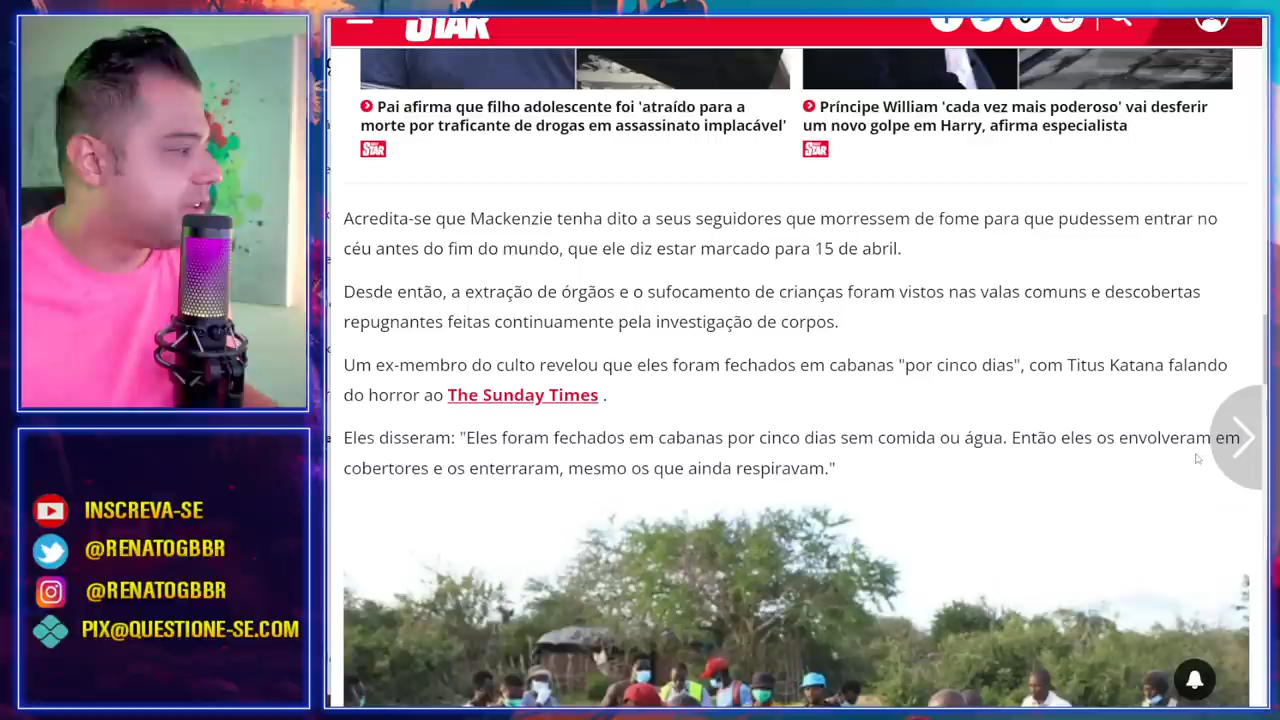 STAR
Pai afirma que filho adolescente foi 'atraído para a
morte por traficante de drogas em assassinato implacável'
STAR
Príncipe William 'cada vez mais poderoso' vai desferir
um novo golpe em Harry, afirma especialista
STAR
Acredita-se que Mackenzie tenha dito a seus seguidores que morressem de fome para que pudessem entrar no
céu antes do fim do mundo, que ele diz estar marcado para 15 de abril.
Desde então, a extração de órgãos e o sufocamento de crianças foram vistos nas valas comuns e descobertas
repugnantes feitas continuamente pela investigação de corpos.
Um ex-membro do culto revelou que eles foram fechados em cabanas "por cinco dias", com Titus Katana falando
do horror ao The Sunday Times .
Eles disseram: "Eles foram fechados em cabanas por cinco dias sem comida ou água. Então eles os envolveram em
cobertores e os enterraram, mesmo os que ainda respiravam."
INSCREVA-SE
@RENATOGBBR
@RENATOGBBR
PIX@QUESTIONE-SE.COM